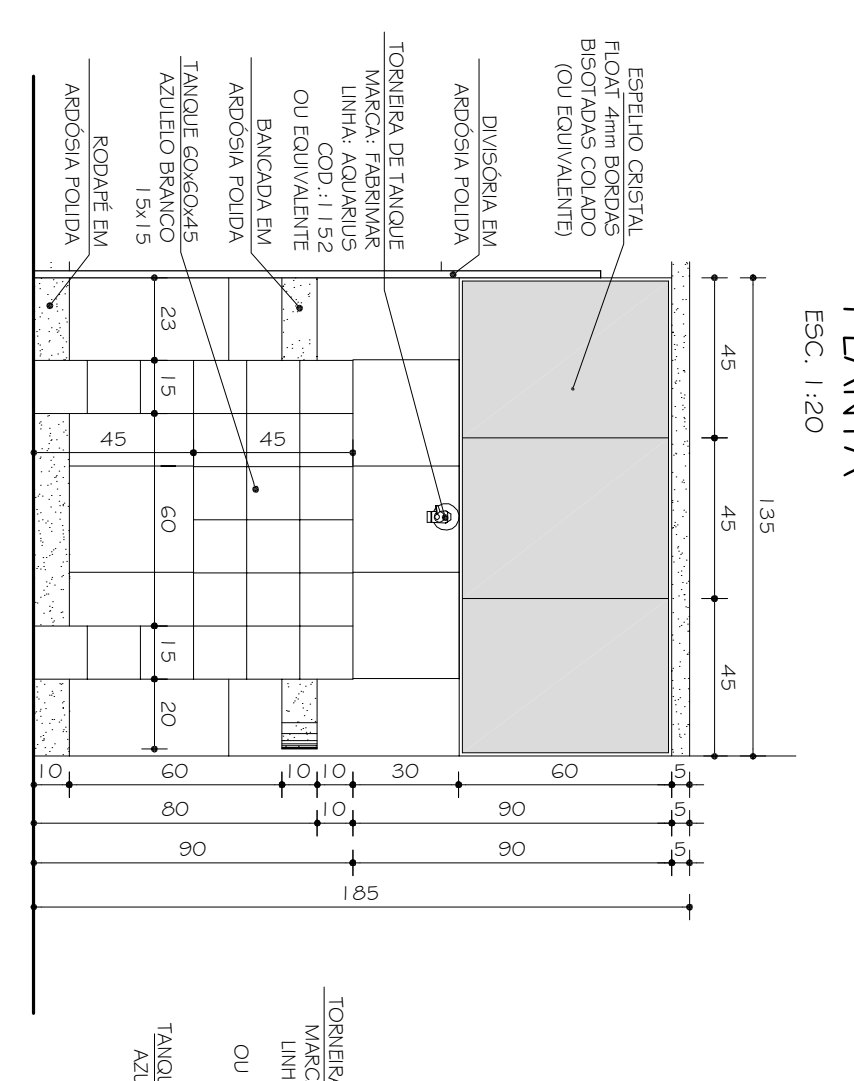 ESC. 1:20
ESPELHO CRISTAL
FLOAT 4mm BORDAS
BISOTADAS COLADO
(OU EQUIVALENTE)
DIVISÓRIA EM
ARDÓSIA POLIDA
TORNEIRA DE TANQUE
MARCA: FABRIMAR
LINHA: AQUARIUS
COD.:1152
OU EQUIVALENTE
BANCADA EM
ARDÓSIA POLIDA
TANQUE 60x60x45
AZULELO BRANCO
15x15
RODAPÉ EM
ARDÓSIA POLIDA
135
45 45 45
23 15 60 15 20
45
45
5 60 30 10 10 60 10
5 90 10 80
5 90 90
185
TORNEIRA
MARC
LINH
OU
TANQU
AZU